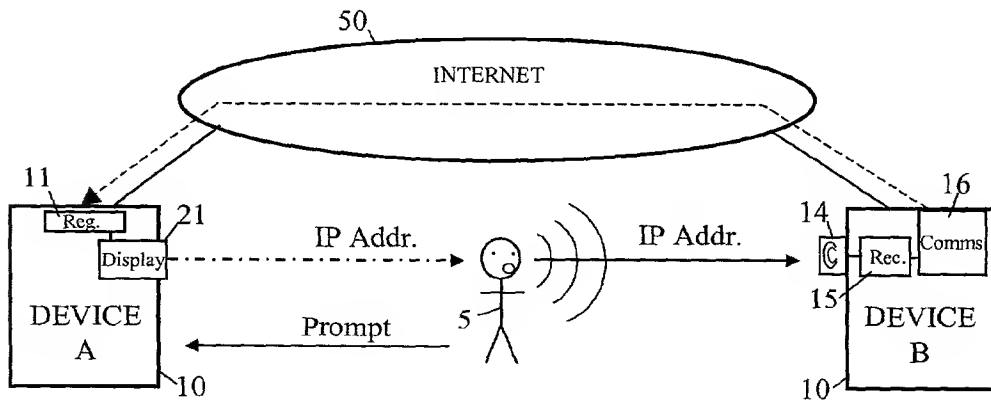 50
INTERNET
11
Reg.
21
Display
IP Addr.
IP Addr.
14
16
Comms
Rec.
15
5
DEVICE
A
Prompt
DEVICE
B
10
10